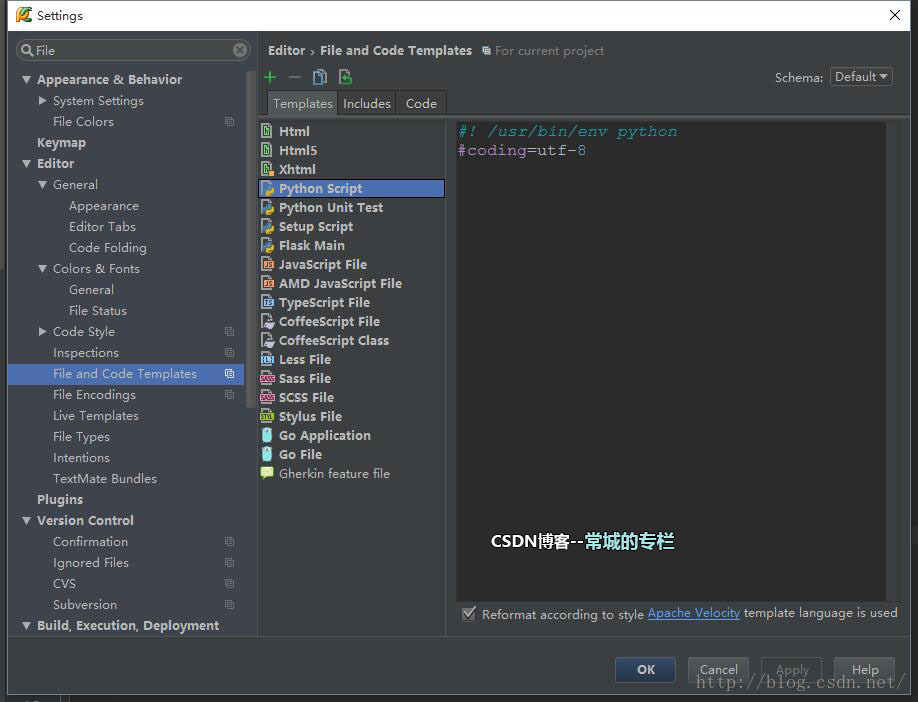 Settings
File
Appearance & Behavior
System Settings
File Colors
Keymap
Editor
General
Appearance
Editor Tabs
Code Folding
Colors & Fonts
General
File Status
Code Style
Inspections
File and Code Templates
File Encodings
Live Templates
File Types
Intentions
TextMate Bundles
Plugins
Version Control
Confirmation
Ignored Files
CVS
Subversion
Build, Execution, Deployment
Editor › File and Code Templates For current project
Schema: Default
Templates Includes Code
Html
Html5
Xhtml
Python Script
Python Unit Test
Setup Script
Flask Main
JavaScript File
AMD JavaScript File
TypeScript File
CoffeeScript File
CoffeeScript Class
Less File
Sass File
SCSS File
Stylus File
Go Application
Go File
Gherkin feature file
#! /usr/bin/env python
#coding=utf-8
CSDN博客--常城的专栏
Reformat according to style Apache Velocity template language is used
OK Cancel Apply Help
http://blog.csdn.net/